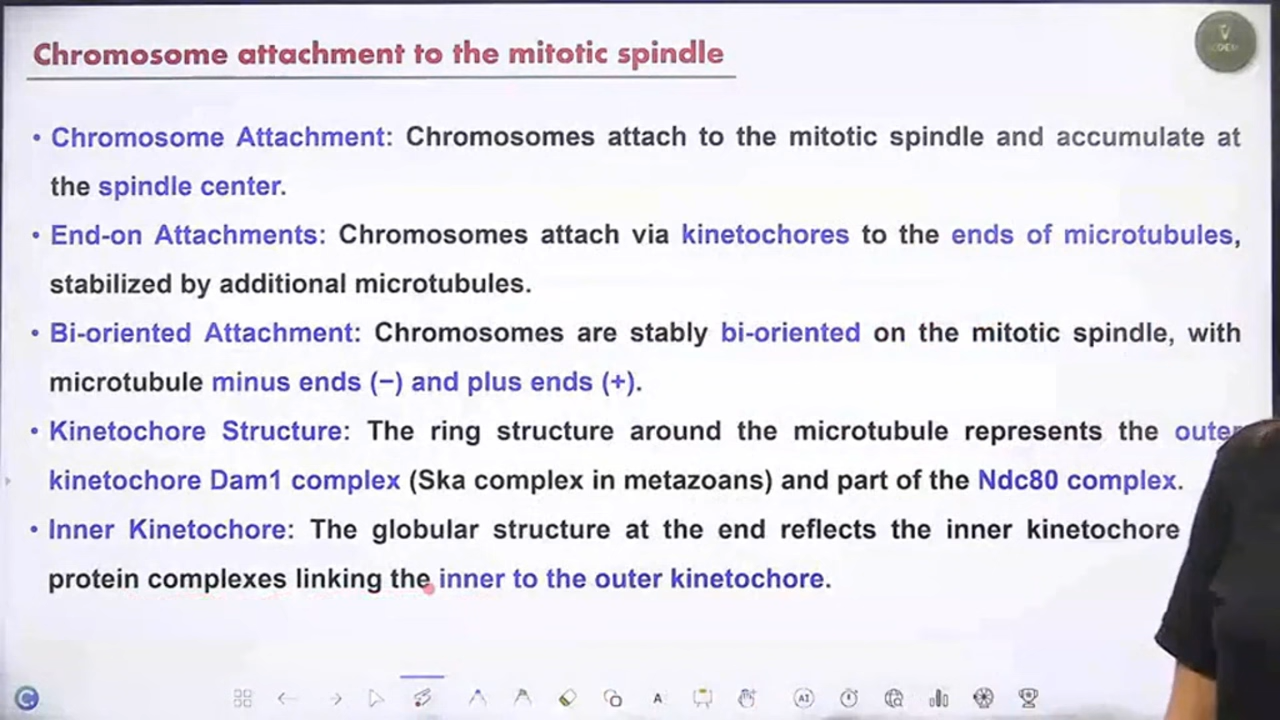 Chromosome attachment to the mitotic spindle
• Chromosome Attachment: Chromosomes attach to the mitotic spindle and accumulate at
the spindle center.
• End-on Attachments: Chromosomes attach via kinetochores to the ends of microtubules,
stabilized by additional microtubules.
• Bi-oriented Attachment: Chromosomes are stably bi-oriented on the mitotic spindle, with
microtubule minus ends (−) and plus ends (+).
• Kinetochore Structure: The ring structure around the microtubule represents the outer
kinetochore Dam1 complex (Ska complex in metazoans) and part of the Ndc80 complex.
• Inner Kinetochore: The globular structure at the end reflects the inner kinetochore
protein complexes linking the inner to the outer kinetochore.
A
AI